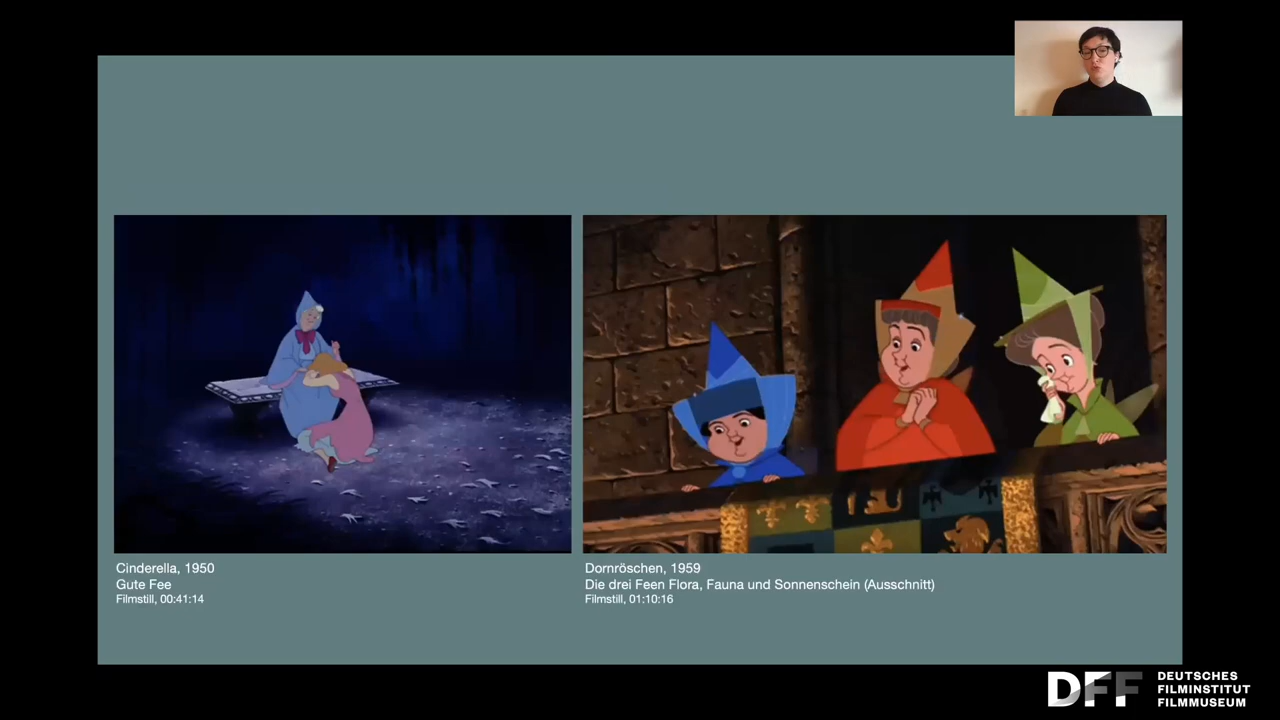 Cinderella, 1950
Gute Fee
Filmstill, 00:41:14
Dornröschen, 1959
Die drei Feen Flora, Fauna und Sonnenschein (Ausschnitt)
Filmstill, 01:10:16
DFF
DEUTSCHES
FILMINSTITUT
FILMMUSEUM